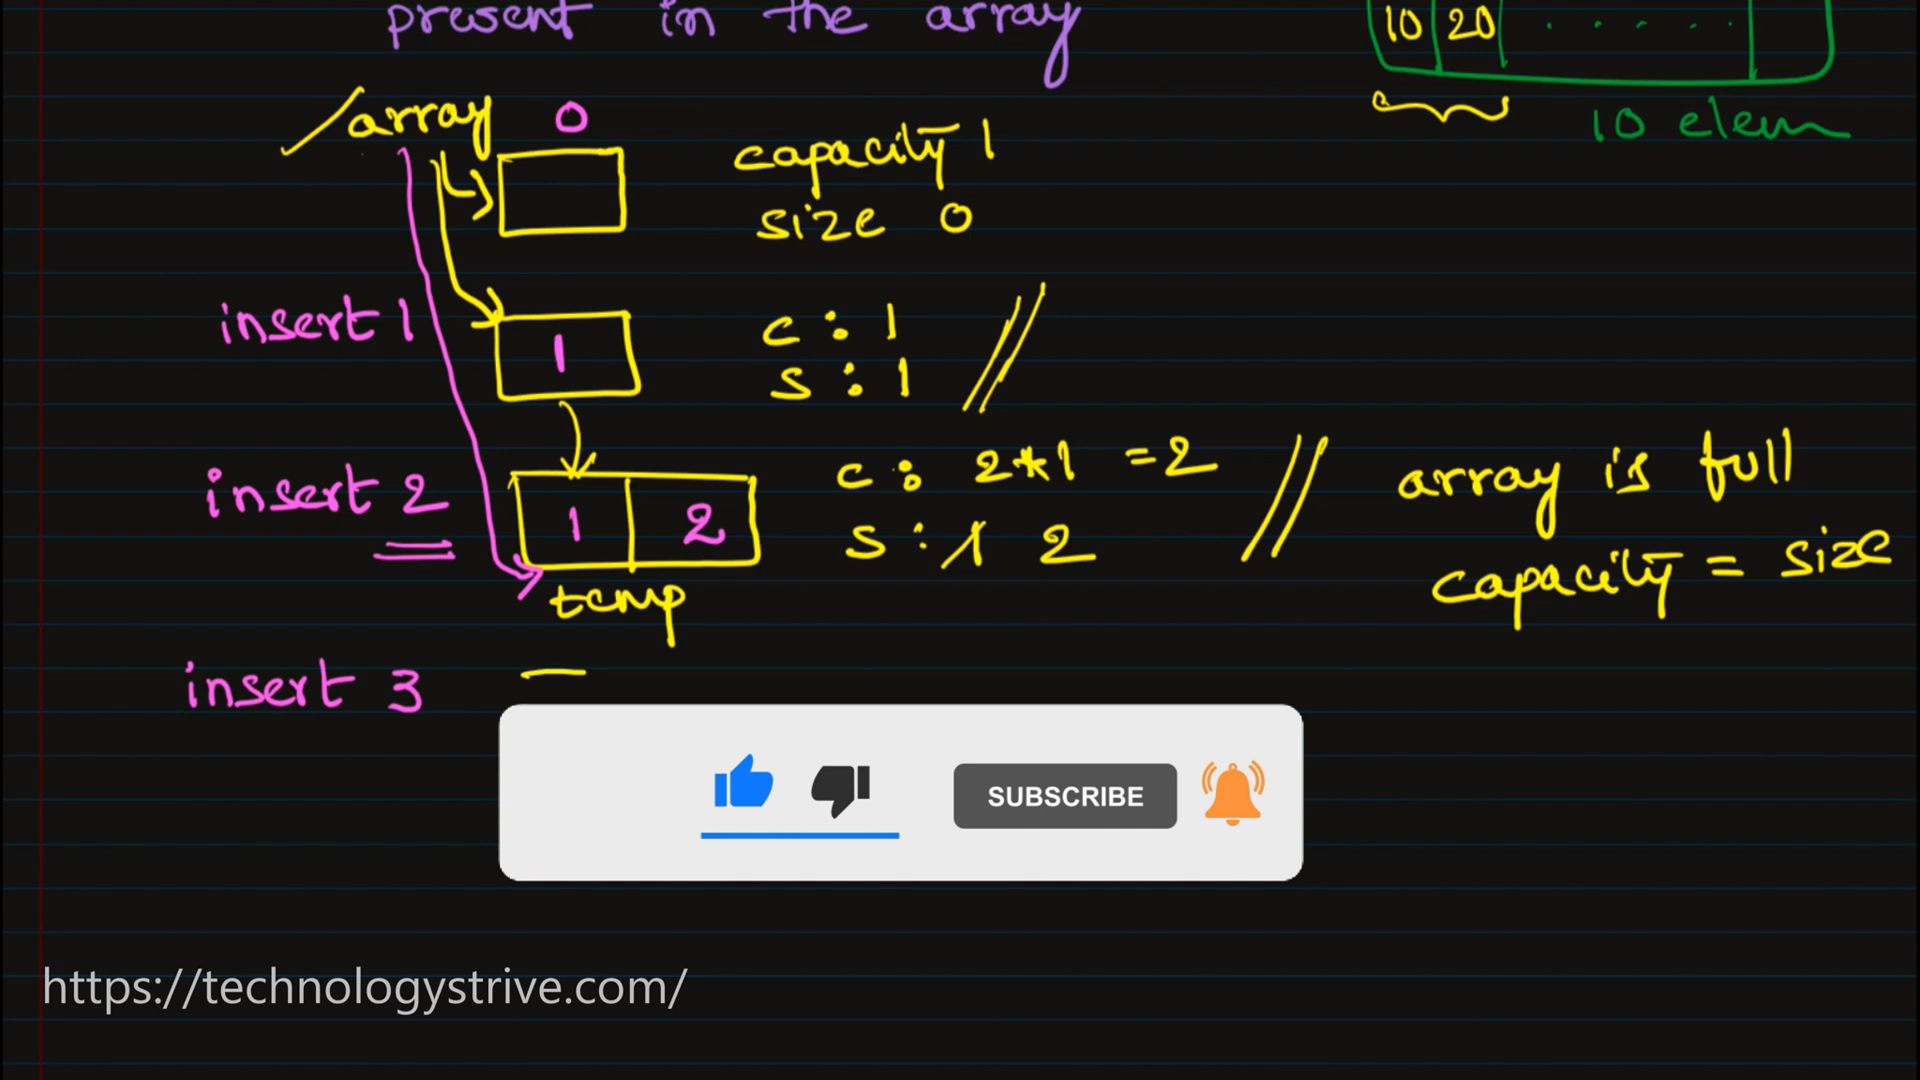 present in the array
10 20 . . . . .
10 elem
array 0
capacity 1
size 0
insert 1
1
c : 1
s : 1
insert 2
1 2
c : 2*1 = 2
s : 1 2
array is full
capacity = size
temp
insert 3
SUBSCRIBE
https://technologystrive.com/